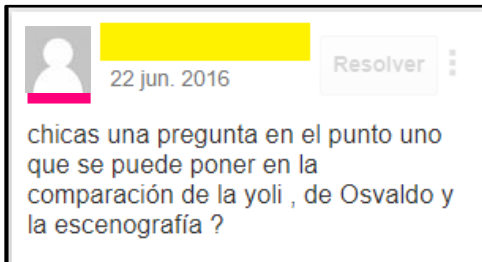 22 jun. 2016
Resolver
chicas una pregunta en el punto uno
que se puede poner en la
comparación de la yoli , de Osvaldo y
la escenografía ?